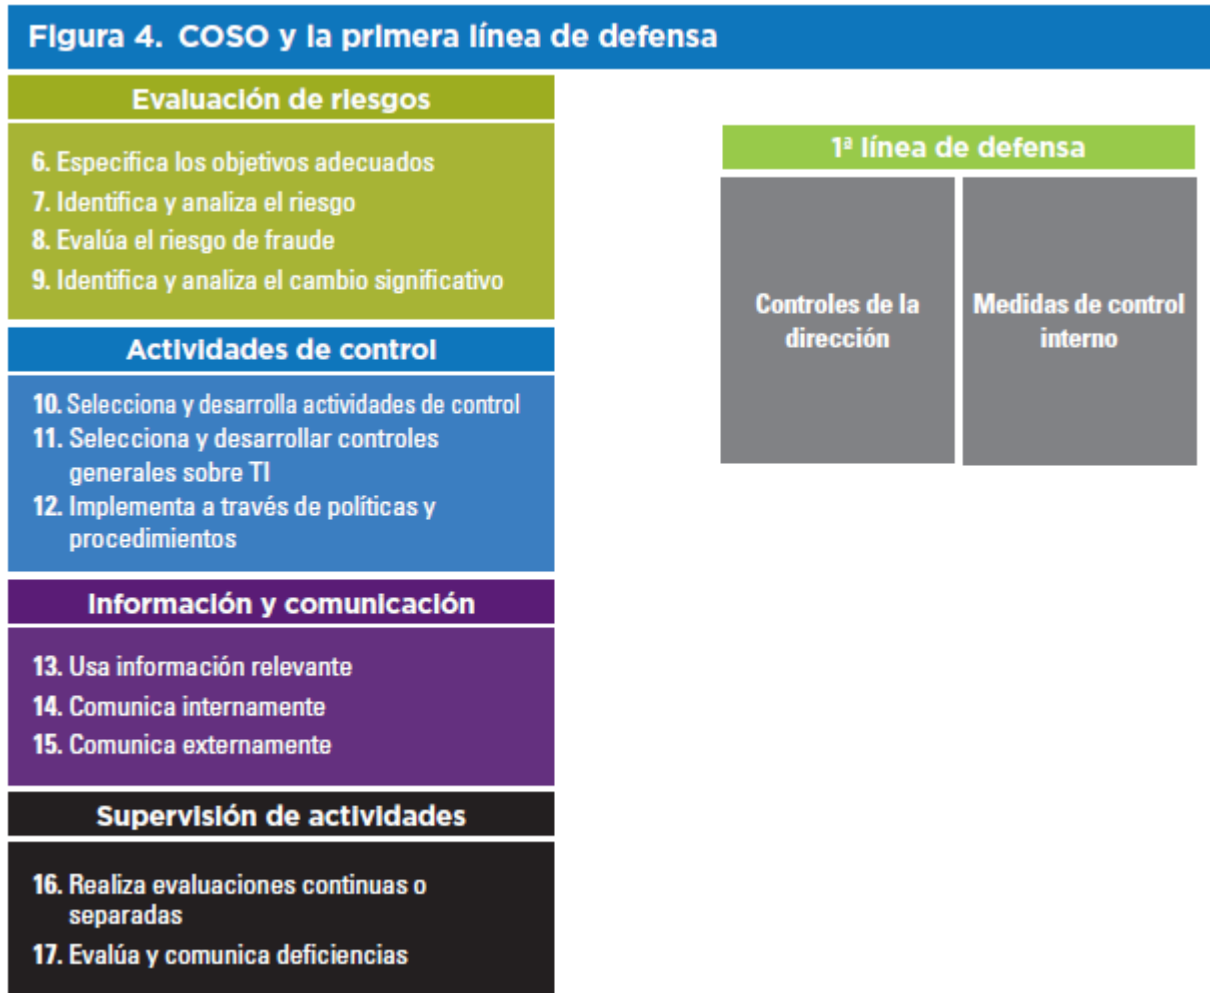 Figura 4. COSO y la primera línea de defensa
Evaluación de riesgos
6. Especifica los objetivos adecuados
7. Identifica y analiza el riesgo
8. Evalúa el riesgo de fraude
9. Identifica y analiza el cambio significativo
Actividades de control
10. Selecciona y desarrolla actividades de control
11. Selecciona y desarrollar controles
generales sobre TI
12. Implementa a través de políticas y
procedimientos
Información y comunicación
13. Usa información relevante
14. Comunica internamente
15. Comunica externamente
Supervisión de actividades
16. Realiza evaluaciones continuas o
separadas
17. Evalúa y comunica deficiencias
1ª línea de defensa
Controles de la
dirección
Medidas de control
interno